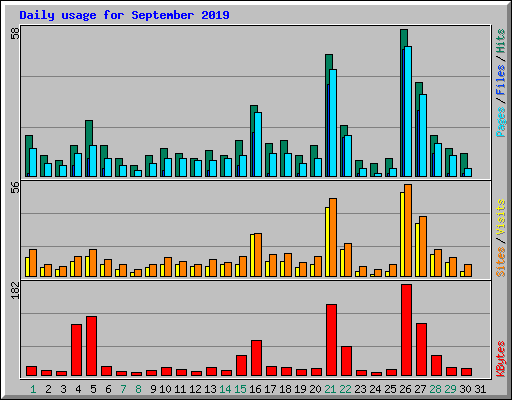 Daily usage for September 2019
58
Pages / Files / Hits
56
Sites / Visits
182
KBytes
1 2 3 4 5 6 7 8 9 10 11 12 13 14 15 16 17 18 19 20 21 22 23 24 25 26 27 28 29 30 31